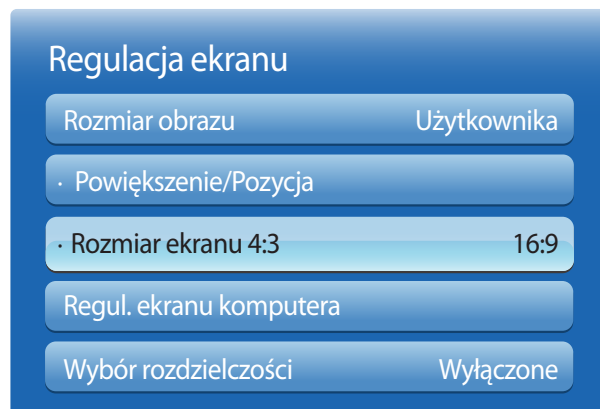 Regulacja ekranu
Rozmiar obrazu Użytkownika
· Powiększenie/Pozycja
· Rozmiar ekranu 4:3 16:9
Regul. ekranu komputera
Wybór rozdzielczości Wyłączone